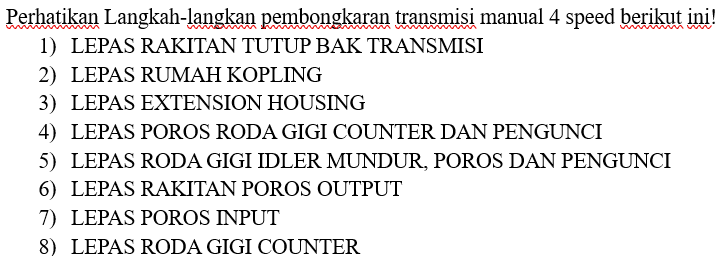 Perhatikan Langkah-langkan pembongkaran transmisi manual 4 speed berikut ini!
1) LEPAS RAKITAN TUTUP BAK TRANSMISI
2) LEPAS RUMAH KOPLING
3) LEPAS EXTENSION HOUSING
4) LEPAS POROS RODA GIGI COUNTER DAN PENGUNCI
5) LEPAS RODA GIGI IDLER MUNDUR, POROS DAN PENGUNCI
6) LEPAS RAKITAN POROS OUTPUT
7) LEPAS POROS INPUT
8) LEPAS RODA GIGI COUNTER